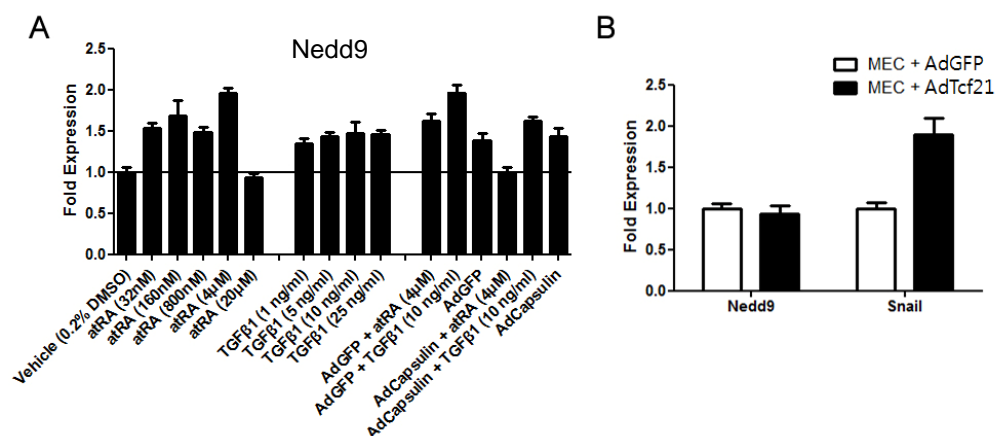 A
Nedd9
Fold Expression
2.5
2.0
1.5
1.0
0.5
0.0
Vehicle (0.2% DMSO)
atRA (32nM)
atRA (160nM)
atRA (800nM)
atRA (4µM)
atRA (20µM)
TGFβ1 (1 ng/ml)
TGFβ1 (5 ng/ml)
TGFβ1 (10 ng/ml)
TGFβ1 (25 ng/ml)
AdGFP + atRA (4µM)
AdGFP + TGFβ1 (10 ng/ml)
AdGFP
AdCapsulin + atRA (4µM)
AdCapsulin + TGFβ1 (10 ng/ml)
AdCapsulin
B
MEC + AdGFP
MEC + AdTcf21
Fold Expression
2.5
2.0
1.5
1.0
0.5
0.0
Nedd9
Snail